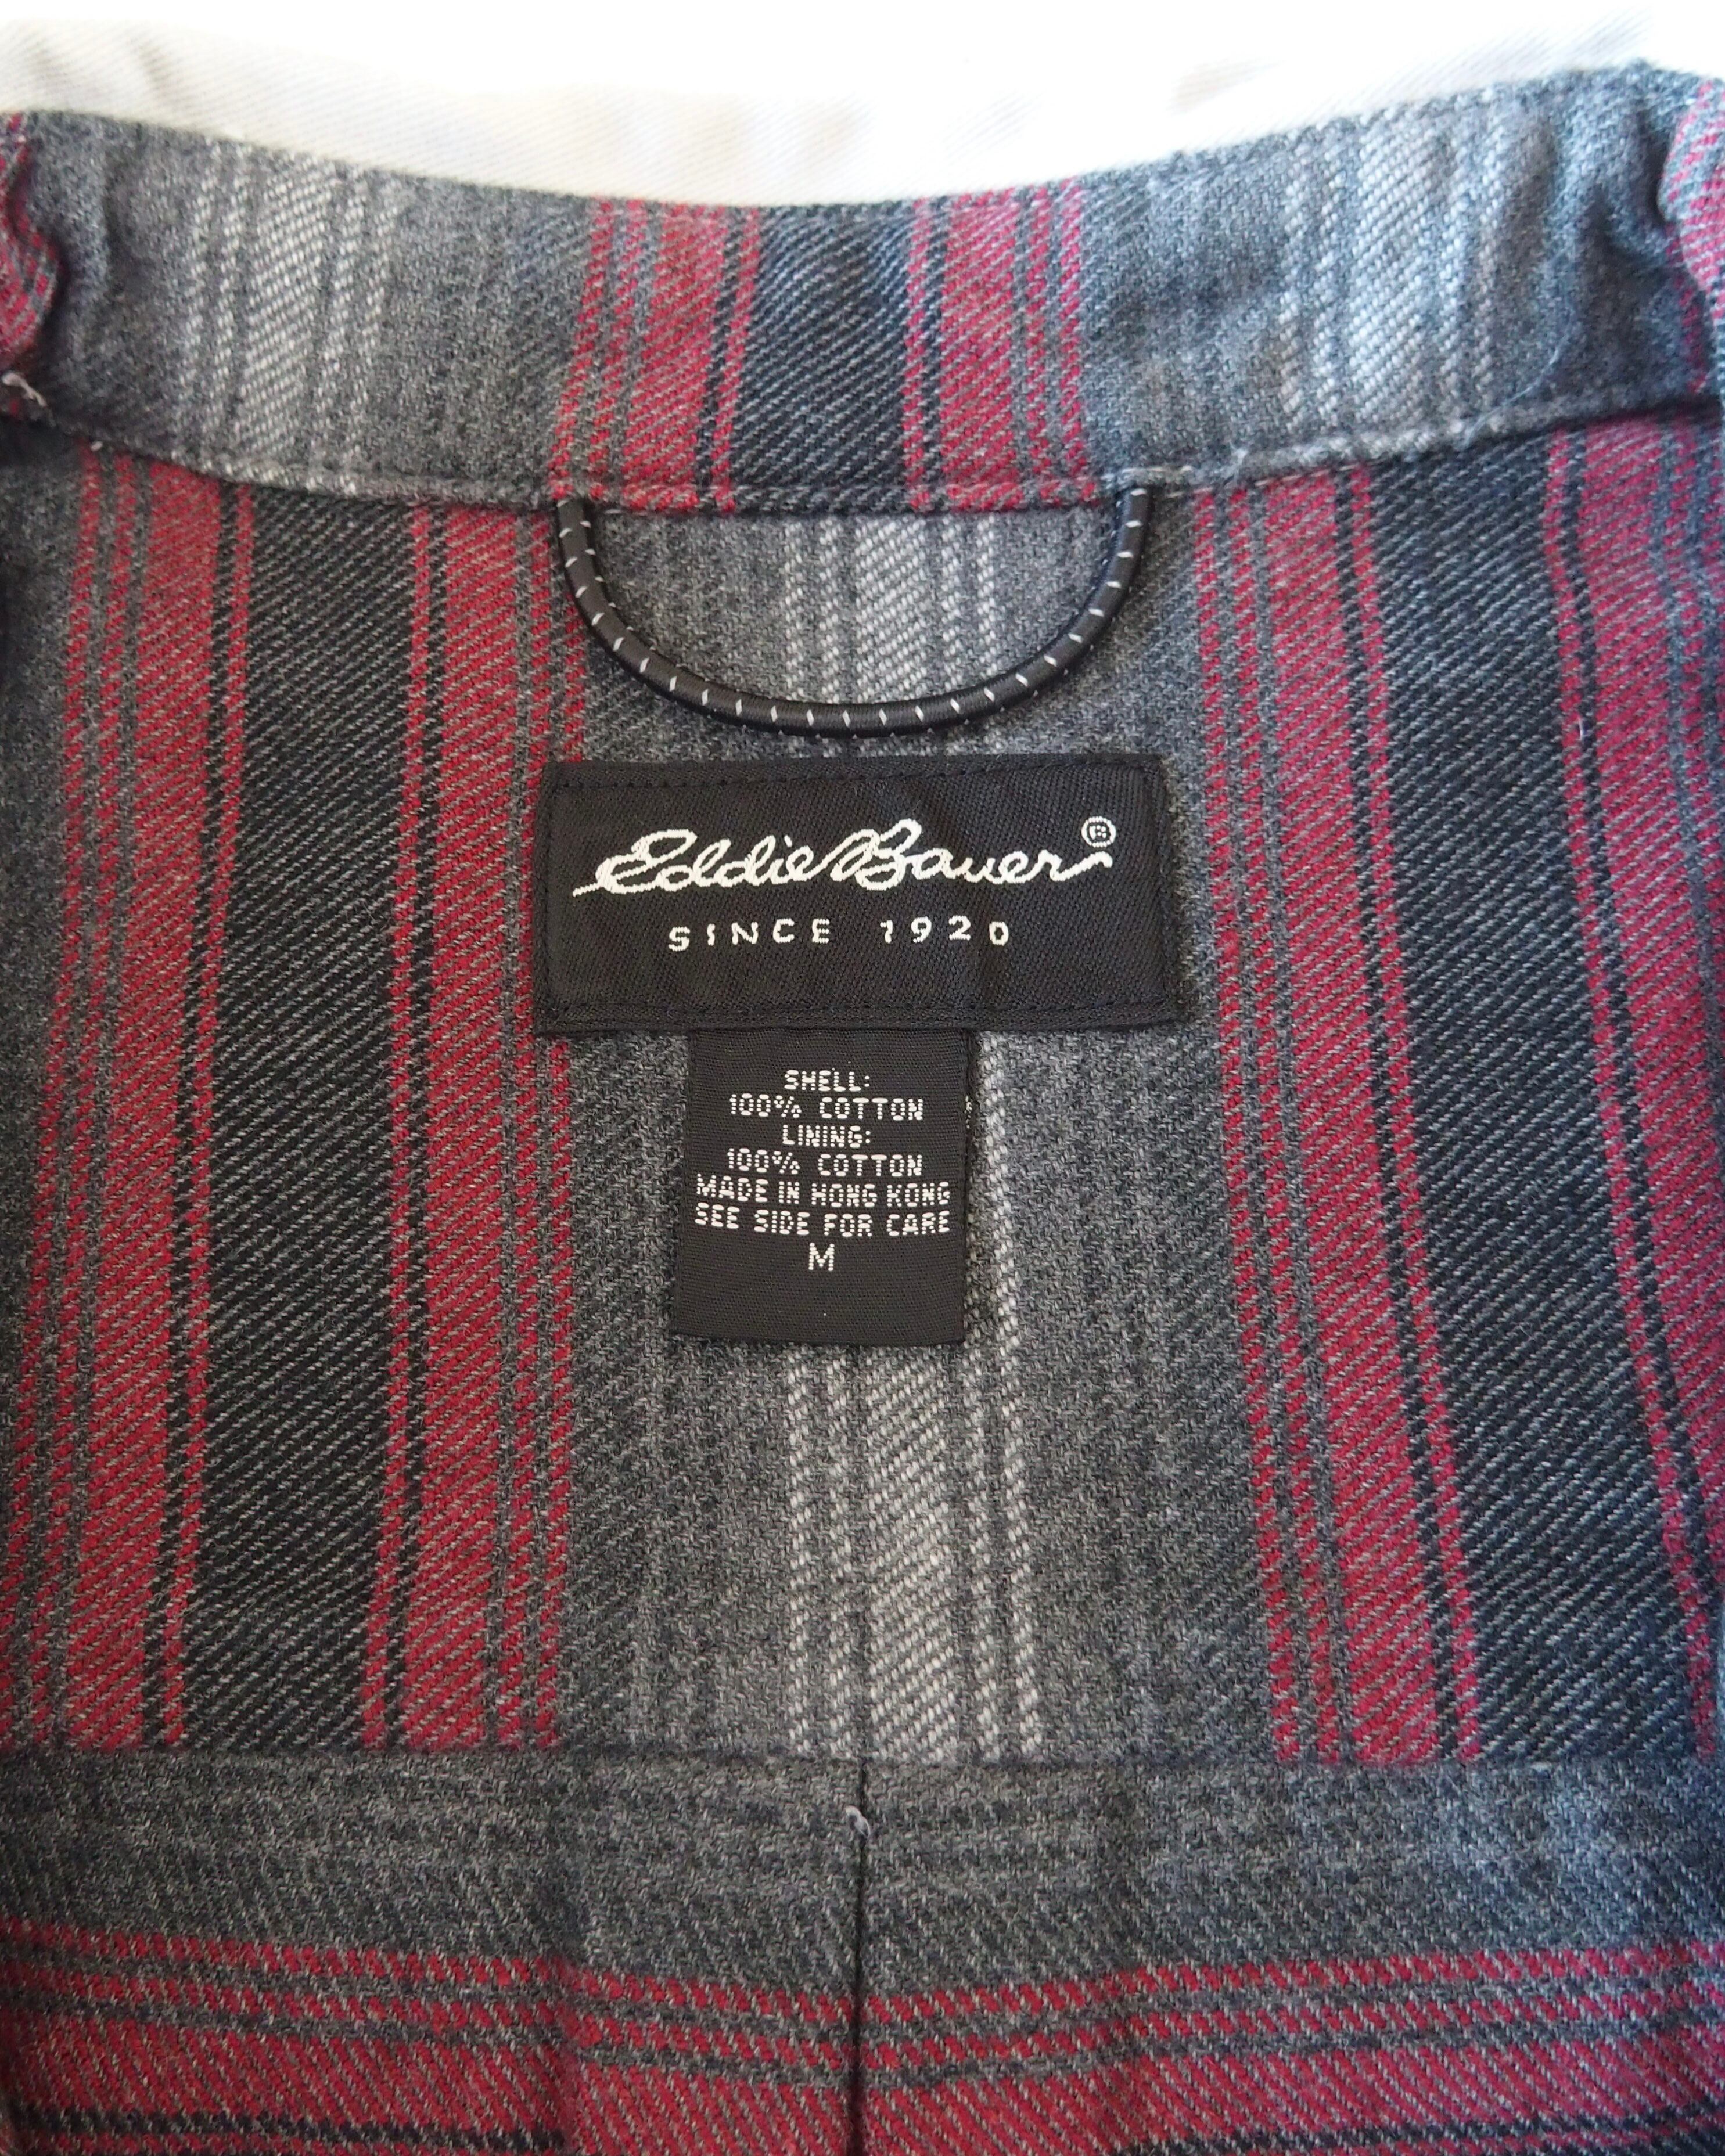 Eddie Bauer®
SINCE 1920
SHELL:
100% COTTON
LINING:
100% COTTON
MADE IN HONG KONG
SEE SIDE FOR CARE
M